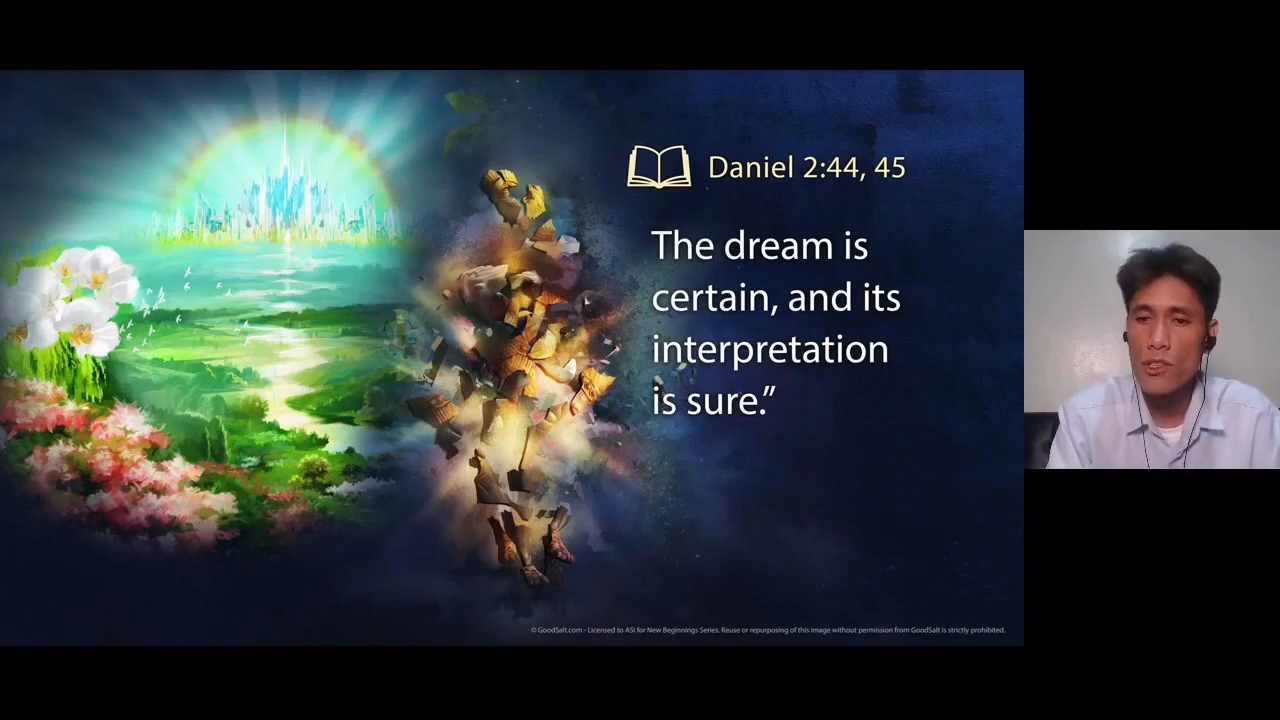 Daniel 2:44, 45
The dream is
certain, and its
interpretation
is sure.”
© GoodSalt.com - Licensed to ASI for New Beginnings Series. Reuse or repurposing of this image without permission from GoodSalt is strictly prohibited.